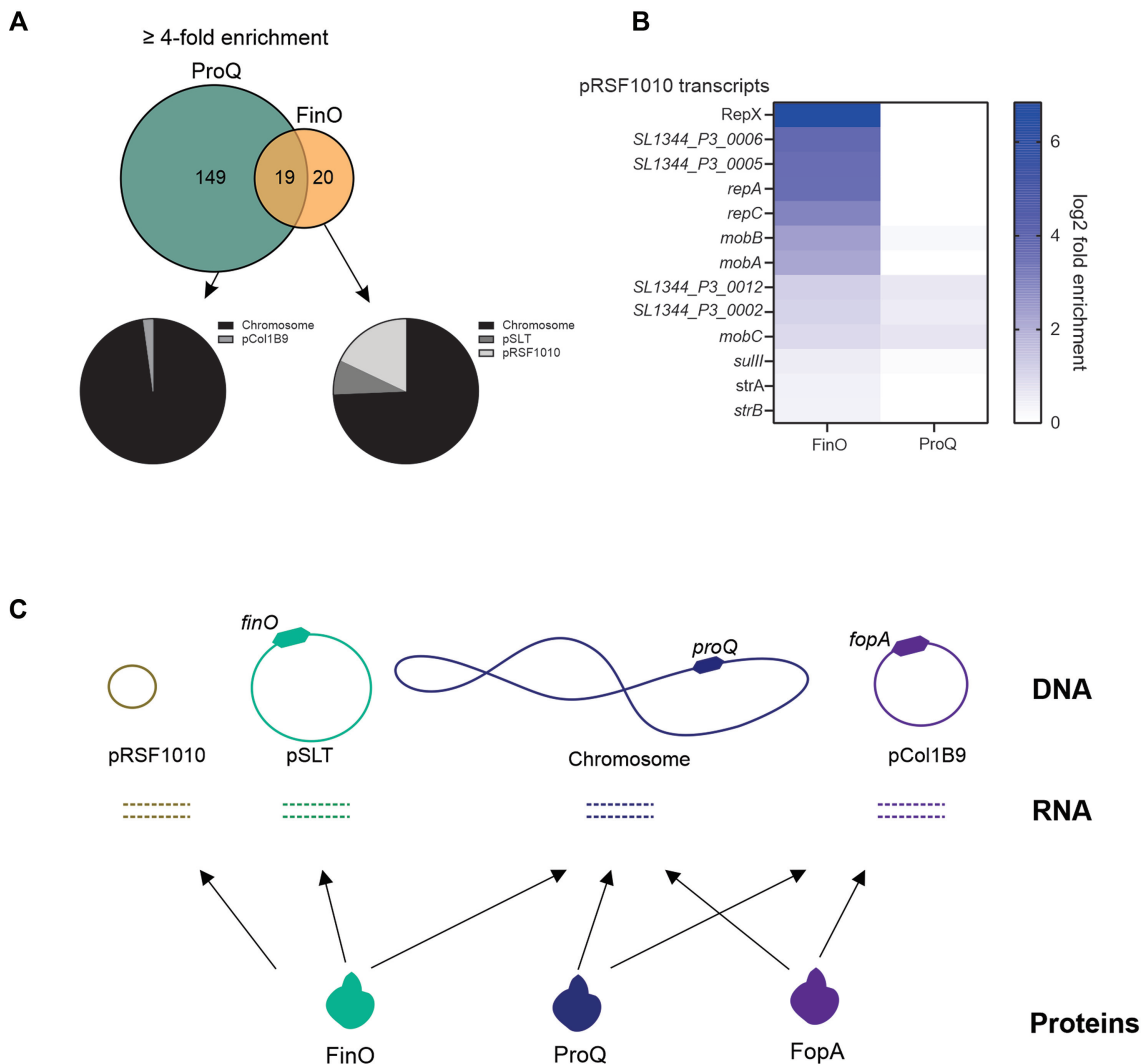 A
≥ 4-fold enrichment
ProQ
FinO
149
19
20
Chromosome
pCol1B9
Chromosome
pSLT
pRSF1010
B
pRSF1010 transcripts
RepX
SL1344_P3_0006
SL1344_P3_0005
repA
repC
mobB
mobA
SL1344_P3_0012
SL1344_P3_0002
mobC
sulII
strA
strB
FinO
ProQ
6
4
2
0
log2 fold enrichment
C
finO
proQ
fopA
DNA
pRSF1010
pSLT
Chromosome
pCol1B9
RNA
FinO
ProQ
FopA
Proteins